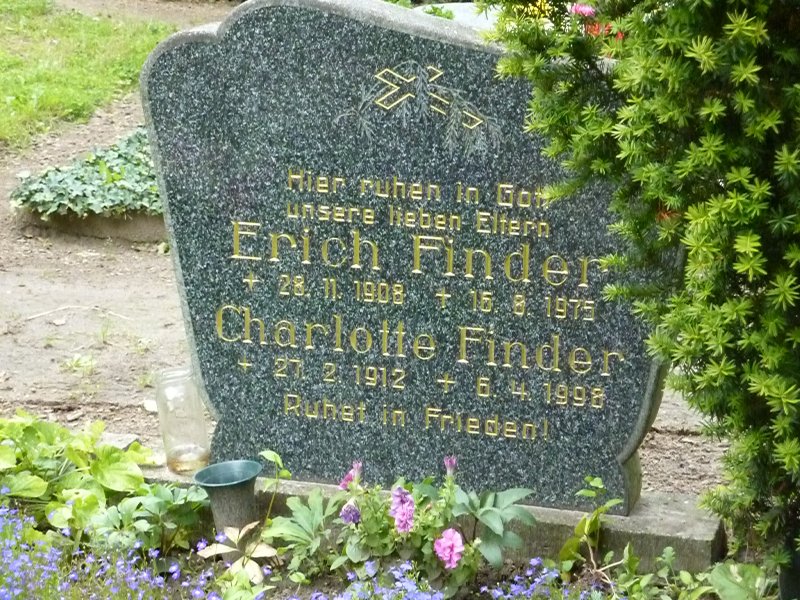 Hier ruhen in Gott
unsere lieben Eltern
Erich Finder
+ 28. 11. 1908 + 16. 8. 1975
Charlotte Finder
+ 27. 2. 1912 + 6. 4. 1998
Ruhet in Frieden!